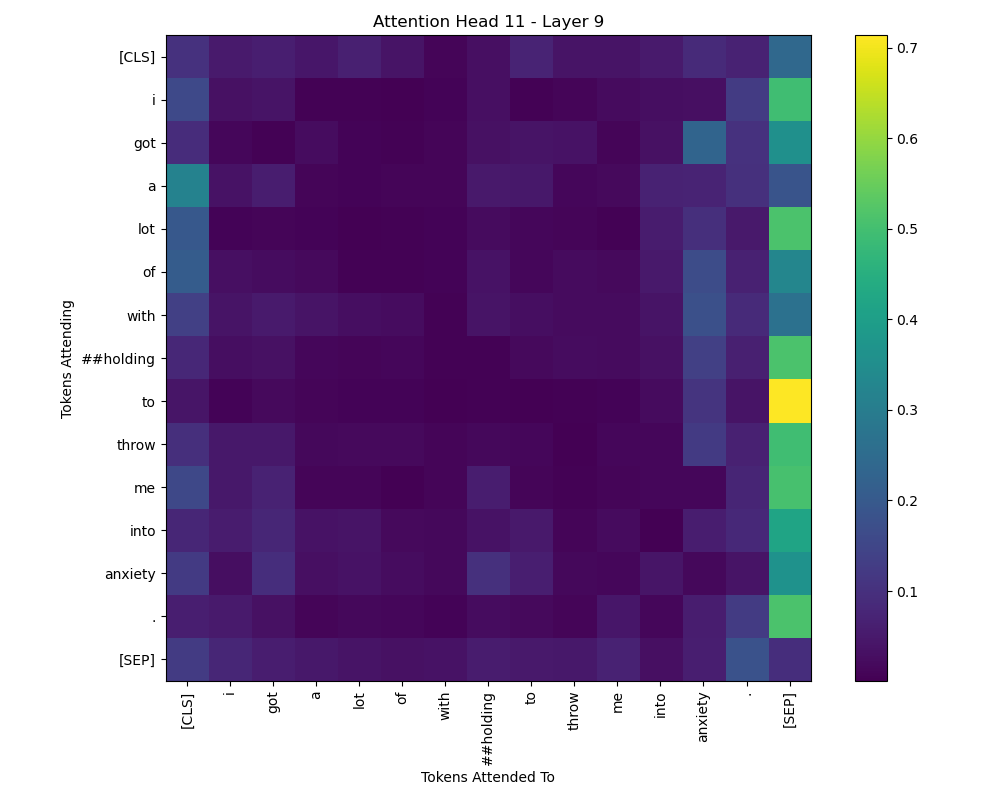 Attention Head 11 - Layer 9
Tokens Attending
[CLS]
i
got
a
lot
of
with
##holding
to
throw
me
into
anxiety
.
[SEP]
[CLS]
i
got
a
lot
of
with
##holding
to
throw
me
into
anxiety
.
[SEP]
Tokens Attended To
0.7
0.6
0.5
0.4
0.3
0.2
0.1